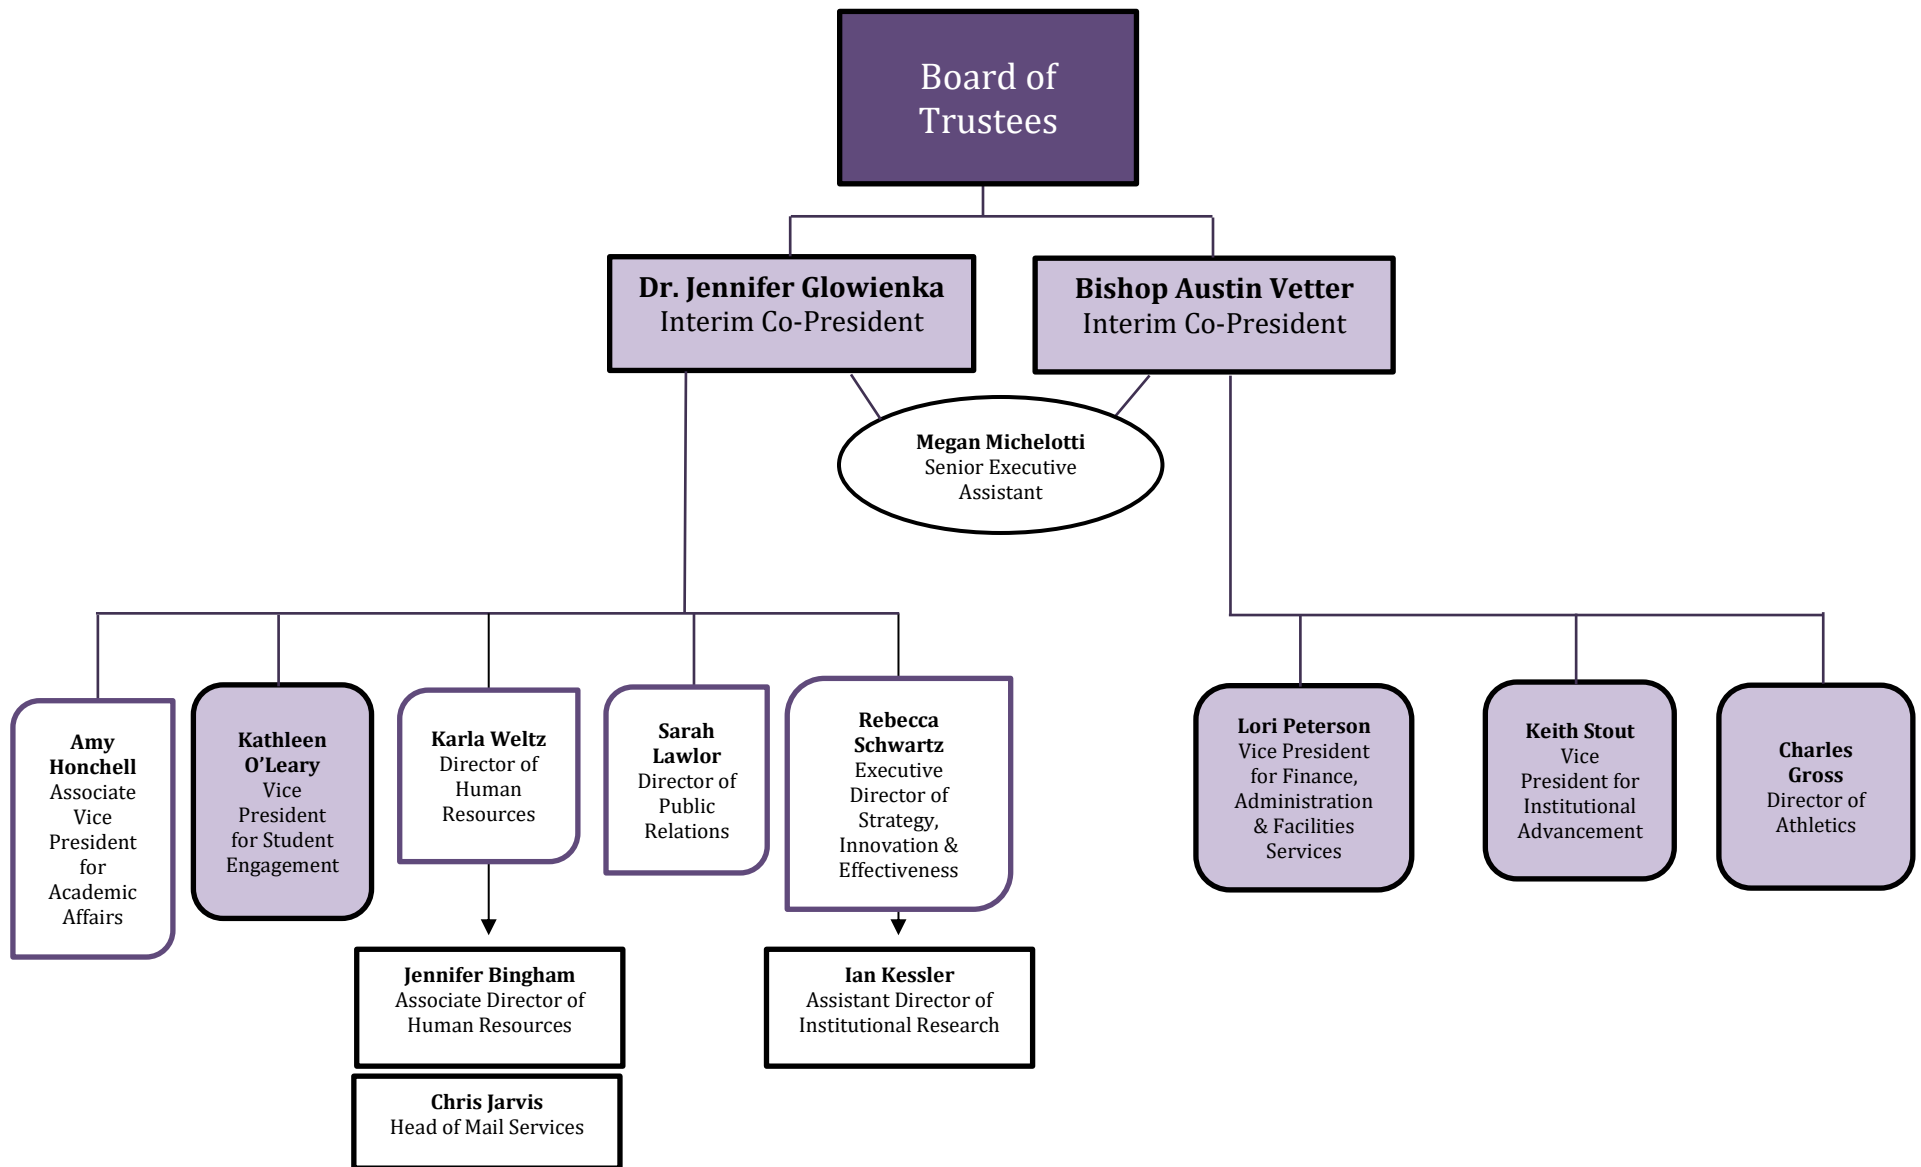 Board of
Trustees
Dr. Jennifer Glowienka
Interim Co-President
Bishop Austin Vetter
Interim Co-President
Megan Michelotti
Senior Executive
Assistant
Amy
Honchell
Associate
Vice
President
for
Academic
Affairs
Kathleen
O’Leary
Vice
President
for Student
Engagement
Karla Weltz
Director of
Human
Resources
Sarah
Lawlor
Director of
Public
Relations
Rebecca
Schwartz
Executive
Director of
Strategy,
Innovation &
Effectiveness
Lori Peterson
Vice President
for Finance,
Administration
& Facilities
Services
Keith Stout
Vice
President for
Institutional
Advancement
Charles
Gross
Director of
Athletics
Jennifer Bingham
Associate Director of
Human Resources
Ian Kessler
Assistant Director of
Institutional Research
Chris Jarvis
Head of Mail Services